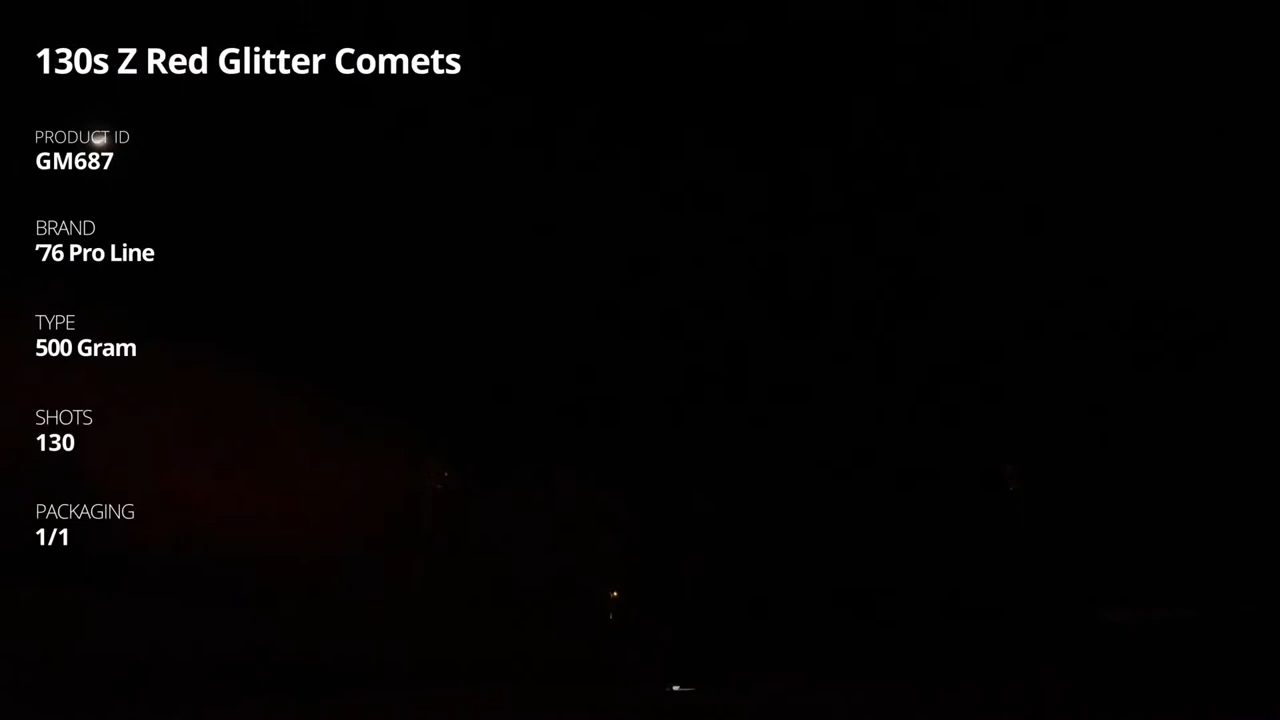 130s Z Red Glitter Comets
PRODUCT ID
GM687
BRAND
'76 Pro Line
TYPE
500 Gram
SHOTS
130
PACKAGING
1/1